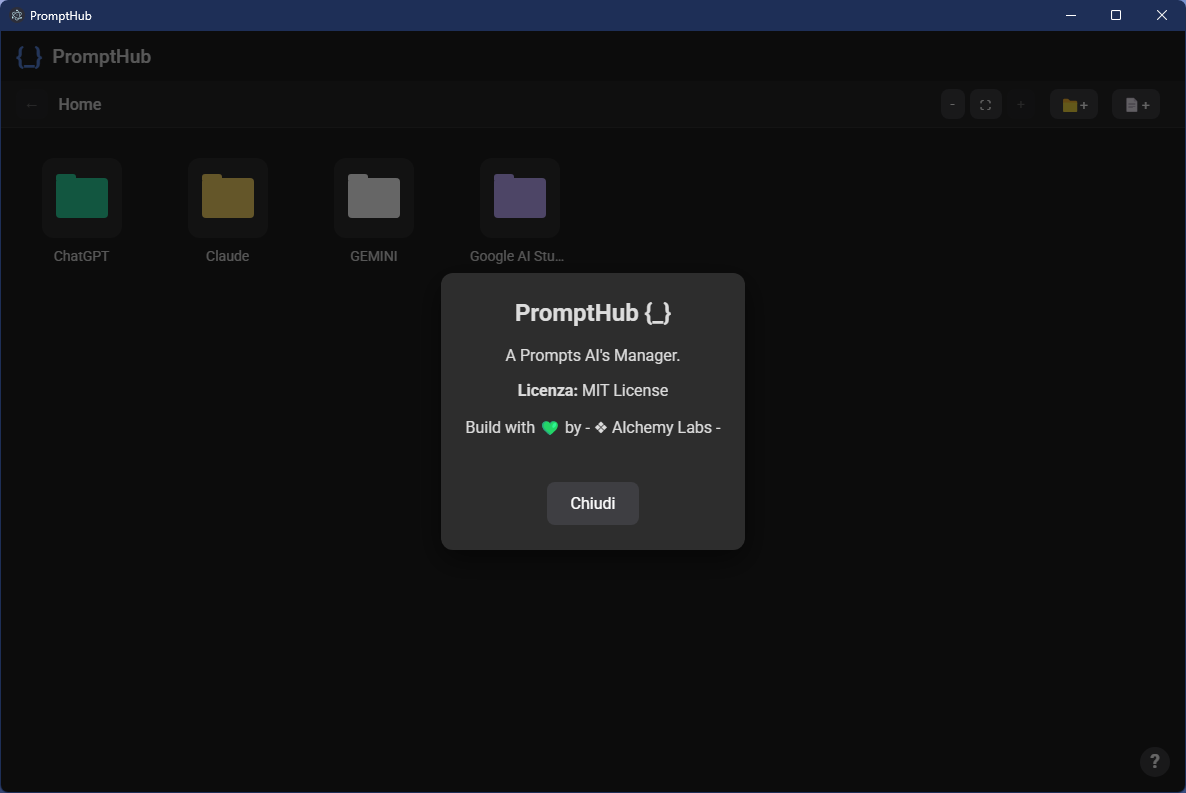 PromptHub
{_} PromptHub
← Home - + + +
ChatGPT Claude GEMINI Google AI Stu...
PromptHub {_}
A Prompts AI's Manager.
Licenza: MIT License
Build with 💚 by - ❖ Alchemy Labs -
Chiudi
?